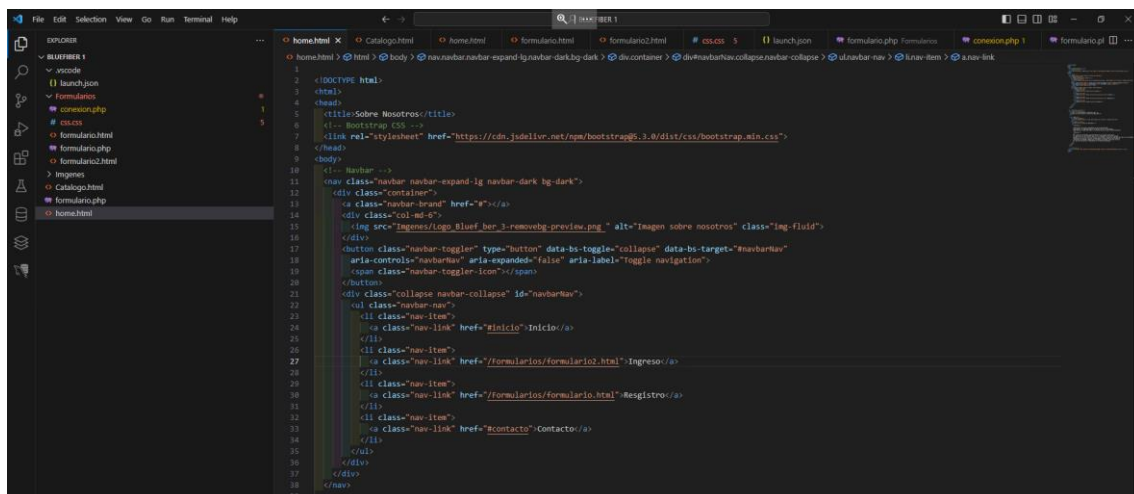 File Edit Selection View Go Run Terminal Help
EXPLORER
home.html Catalogo.html home.html formulario.html formulario2.html # css.css 5 {} launch.json formulario.php Formularios conexion.php 1 formulario.pl
home.html > html > body > nav.navbar.navbar-expand-lg.navbar-dark.bg-dark > div.container > div#navbarNav.collapse.navbar-collapse > ul.navbar-nav > li.nav-item > a.nav-link
BLUEFIBER 1
.vscode
{} launch.json
Formularios
conexion.php 1
# css.css 5
formulario.html
formulario.php
formulario2.html
Imgenes
Catalogo.html
formulario.php
home.html
1
2 <!DOCTYPE html>
3 <html>
4 <head>
5 <title>Sobre Nosotros</title>
6 <!-- Bootstrap CSS -->
7 <link rel="stylesheet" href="https://cdn.jsdelivr.net/npm/bootstrap@5.3.0/dist/css/bootstrap.min.css">
8 </head>
9 <body>
10 <!-- Navbar -->
11 <nav class="navbar navbar-expand-lg navbar-dark bg-dark">
12 <div class="container">
13 <a class="navbar-brand" href="#"></a>
14 <div class="col-md-6">
15 <img src="Imgenes/Logo_Bluef_ber_3-removebg-preview.png " alt="Imagen sobre nosotros" class="img-fluid">
16 </div>
17 <button class="navbar-toggler" type="button" data-bs-toggle="collapse" data-bs-target="#navbarNav"
18 aria-controls="navbarNav" aria-expanded="false" aria-label="Toggle navigation">
19 <span class="navbar-toggler-icon"></span>
20 </button>
21 <div class="collapse navbar-collapse" id="navbarNav">
22 <ul class="navbar-nav">
23 <li class="nav-item">
24 <a class="nav-link" href="#inicio">Inicio</a>
25 </li>
26 <li class="nav-item">
27 <a class="nav-link" href="/Formularios/formulario2.html">Ingreso</a>
28 </li>
29 <li class="nav-item">
30 <a class="nav-link" href="/Formularios/formulario.html">Resgistro</a>
31 </li>
32 <li class="nav-item">
33 <a class="nav-link" href="#contacto">Contacto</a>
34 </li>
35 </ul>
36 </div>
37 </div>
38 </nav>